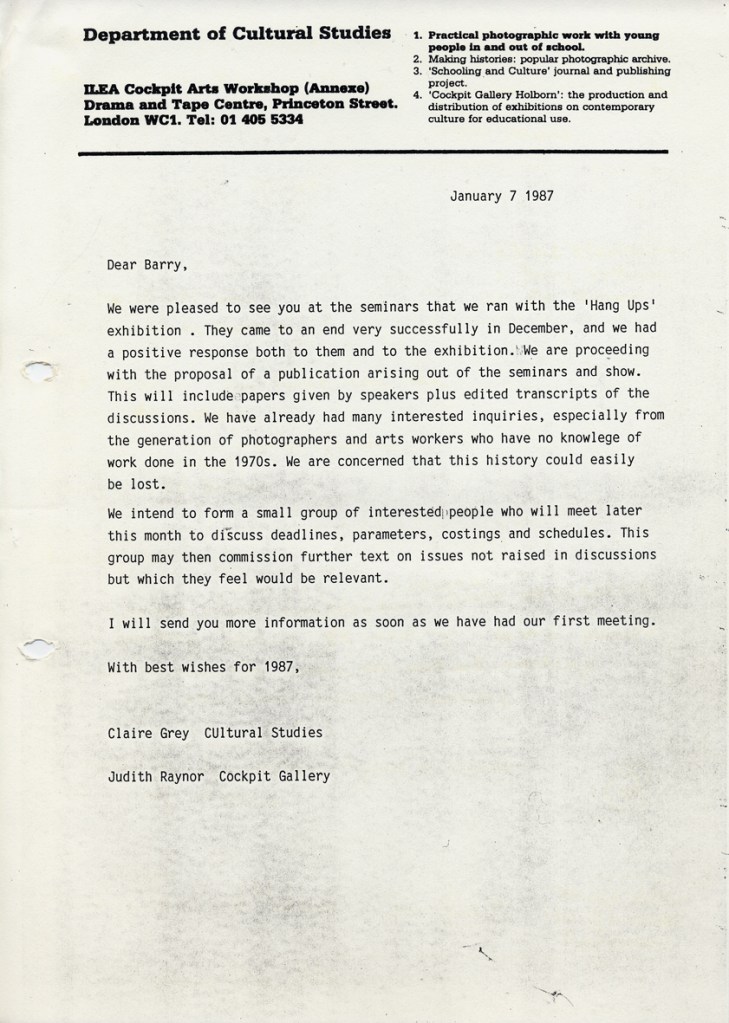 Department of Cultural Studies
ILEA Cockpit Arts Workshop (Annexe)
Drama and Tape Centre, Princeton Street.
London WC1. Tel: 01 405 5334
1. Practical photographic work with young
people in and out of school.
2. Making histories: popular photographic archive.
3. 'Schooling and Culture' journal and publishing
project.
4. 'Cockpit Gallery Holborn': the production and
distribution of exhibitions on contemporary
culture for educational use.
January 7 1987
Dear Barry,
We were pleased to see you at the seminars that we ran with the 'Hang Ups'
exhibition . They came to an end very successfully in December, and we had
a positive response both to them and to the exhibition. We are proceeding
with the proposal of a publication arising out of the seminars and show.
This will include papers given by speakers plus edited transcripts of the
discussions. We have already had many interested inquiries, especially from
the generation of photographers and arts workers who have no knowlege of
work done in the 1970s. We are concerned that this history could easily
be lost.
We intend to form a small group of interested people who will meet later
this month to discuss deadlines, parameters, costings and schedules. This
group may then commission further text on issues not raised in discussions
but which they feel would be relevant.
I will send you more information as soon as we have had our first meeting.
With best wishes for 1987,
Claire Grey  CUltural Studies
Judith Raynor  Cockpit Gallery